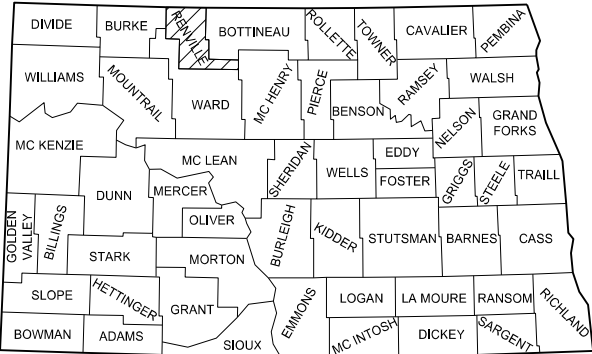 DIVIDE
BURKE
RENVILLE
BOTTINEAU
ROLLETTE
TOWNER
CAVALIER
PEMBINA
WILLIAMS
MOUNTRAIL
WARD
MC HENRY
PIERCE
BENSON
RAMSEY
WALSH
NELSON
GRAND
FORKS
MC KENZIE
MC LEAN
SHERIDAN
WELLS
EDDY
FOSTER
GRIGGS
STEELE
TRAILL
DUNN
MERCER
OLIVER
GOLDEN
VALLEY
BILLINGS
STARK
MORTON
BURLEIGH
KIDDER
STUTSMAN
BARNES
CASS
SLOPE
HETTINGER
GRANT
EMMONS
LOGAN
LA MOURE
RANSOM
RICHLAND
BOWMAN
ADAMS
SIOUX
MC INTOSH
DICKEY
SARGENT